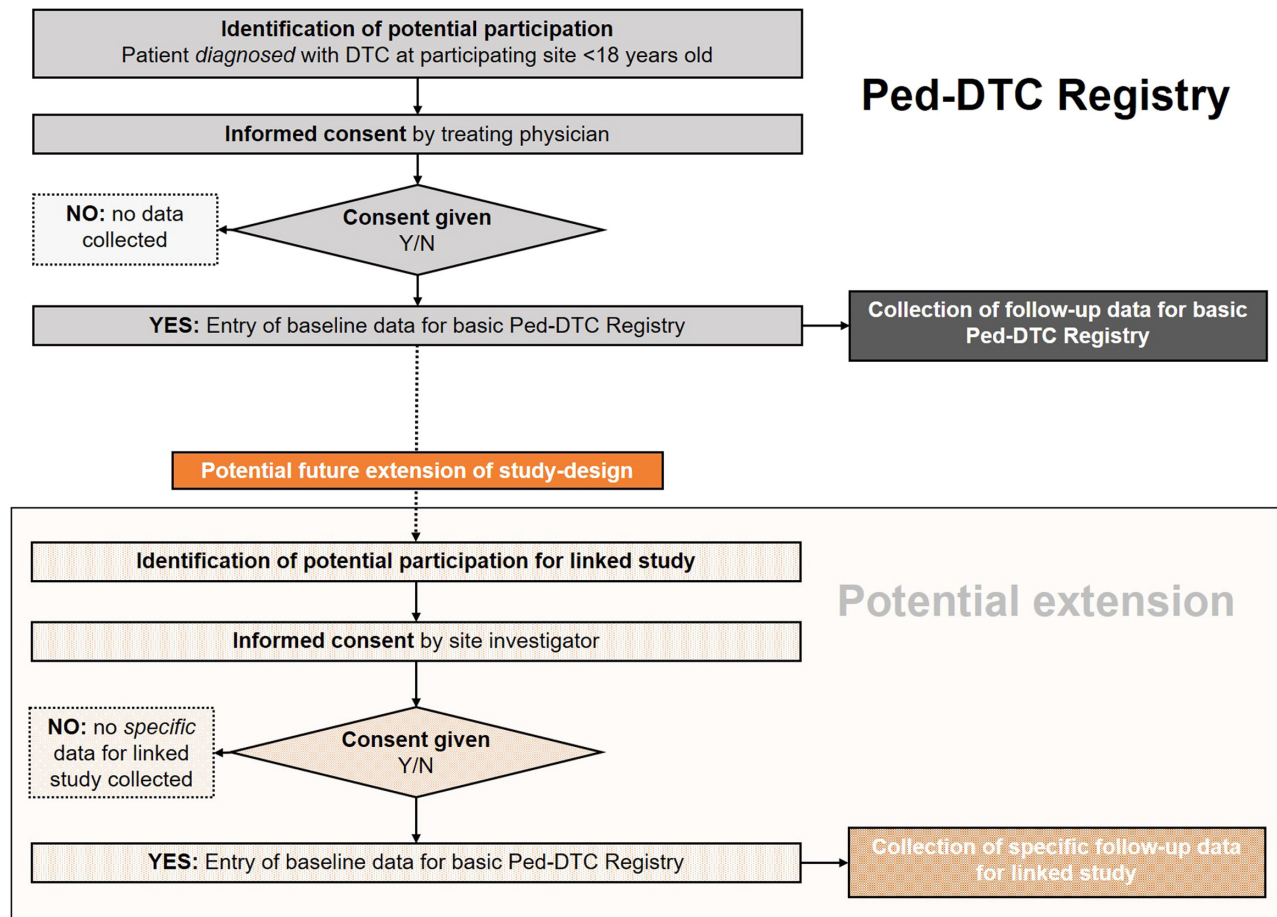 Identification of potential participation
Patient diagnosed with DTC at participating site <18 years old
Ped-DTC Registry
Informed consent by treating physician
NO: no data
collected
Consent given
Y/N
YES: Entry of baseline data for basic Ped-DTC Registry
Collection of follow-up data for basic
Ped-DTC Registry
Potential future extension of study-design
Identification of potential participation for linked study
Potential extension
Informed consent by site investigator
NO: no specific
data for linked
study collected
Consent given
Y/N
YES: Entry of baseline data for basic Ped-DTC Registry
Collection of specific follow-up data
for linked study